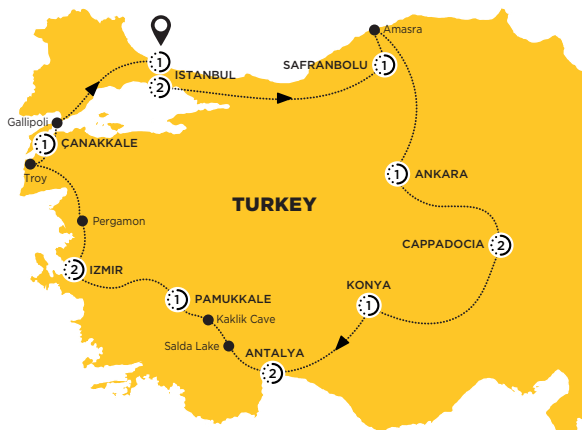 Amasra
1
SAFRANBOLU
1
ISTANBUL
2
Gallipoli
1
ÇANAKKALE
Troy
1
ANKARA
TURKEY
Pergamon
CAPPADOCIA
2
2
IZMIR
1
PAMUKKALE
KONYA
1
Kaklik Cave
Salda Lake
ANTALYA
2